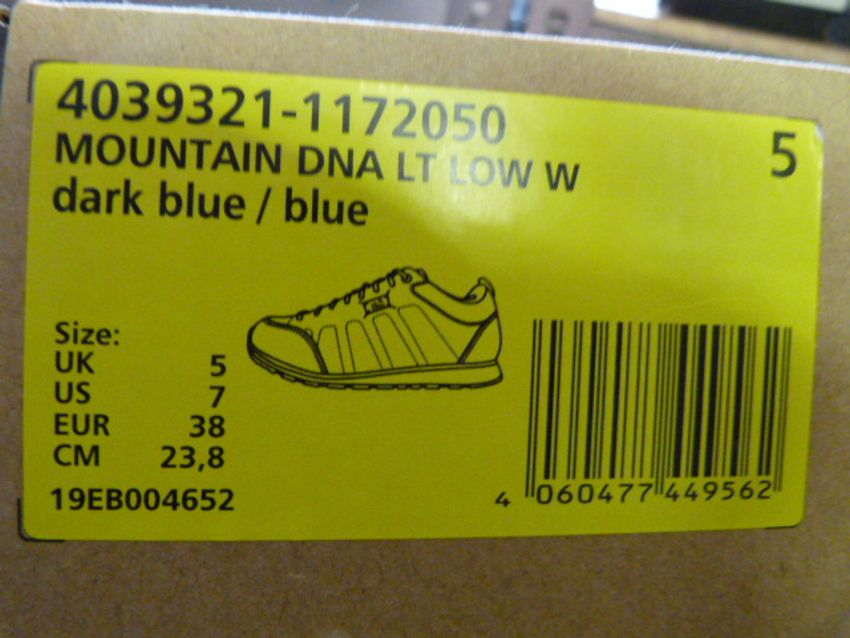 4039321-1172050
5
MOUNTAIN DNA LT LOW W
dark blue / blue
Size:
UK 5
US 7
EUR 38
CM 23,8
19EB004652
4 060477 449562